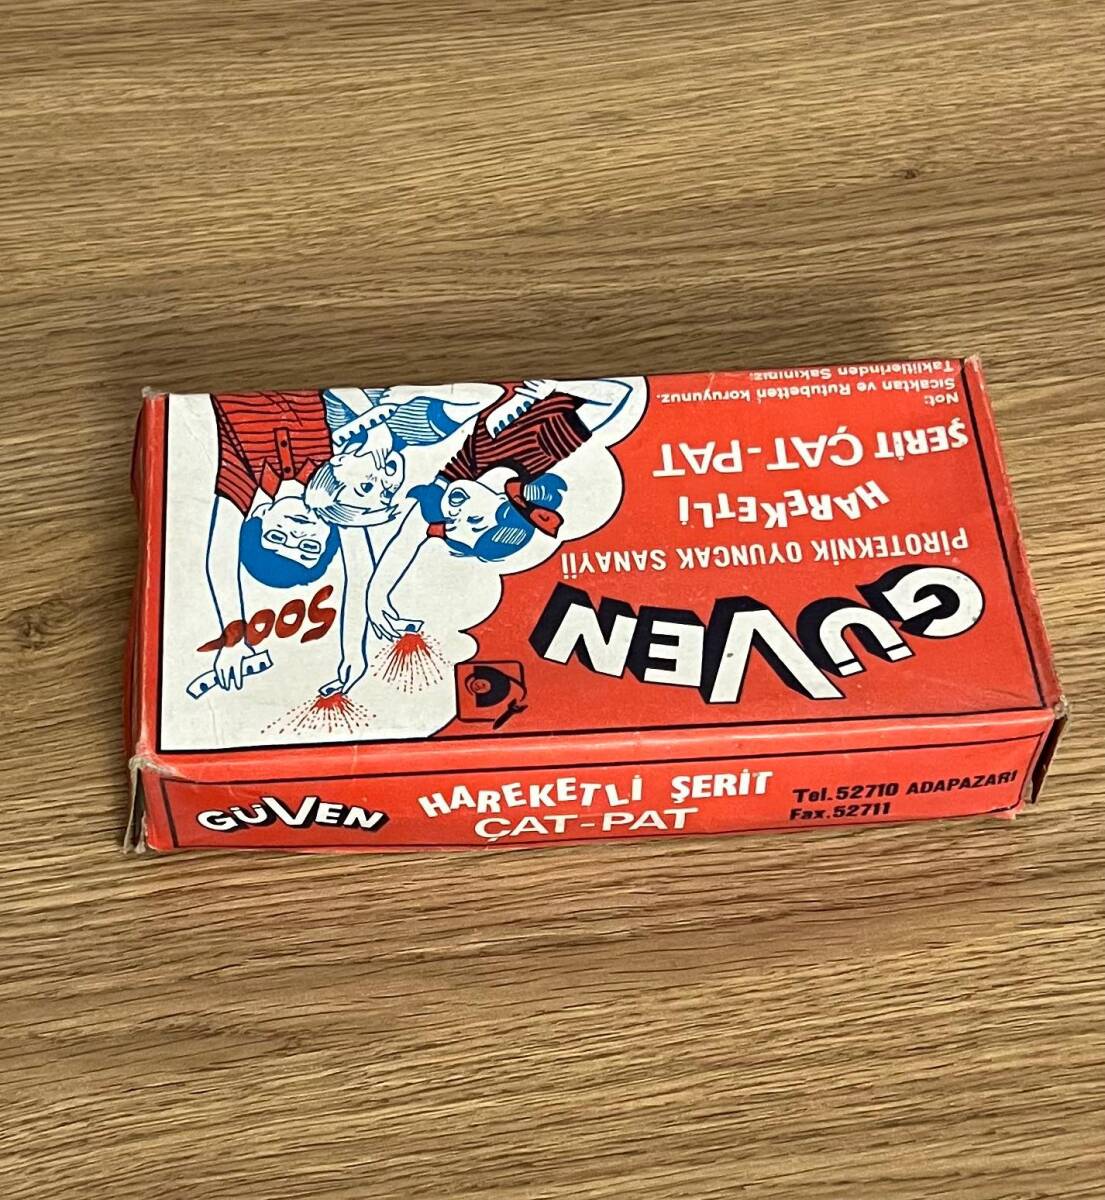 GÜVEN
PİROTEKNİK OYUNCAK SANAYİİ
HAREKETLİ
ŞERİT ÇAT-PAT
Not:
Sıcaktan ve Rutubetten koruyunuz.
Taklitlerinden Sakınınız.
GÜVEN
HAREKETLİ ŞERİT
ÇAT-PAT
Tel.52710 ADAPAZARI
Fax.52711